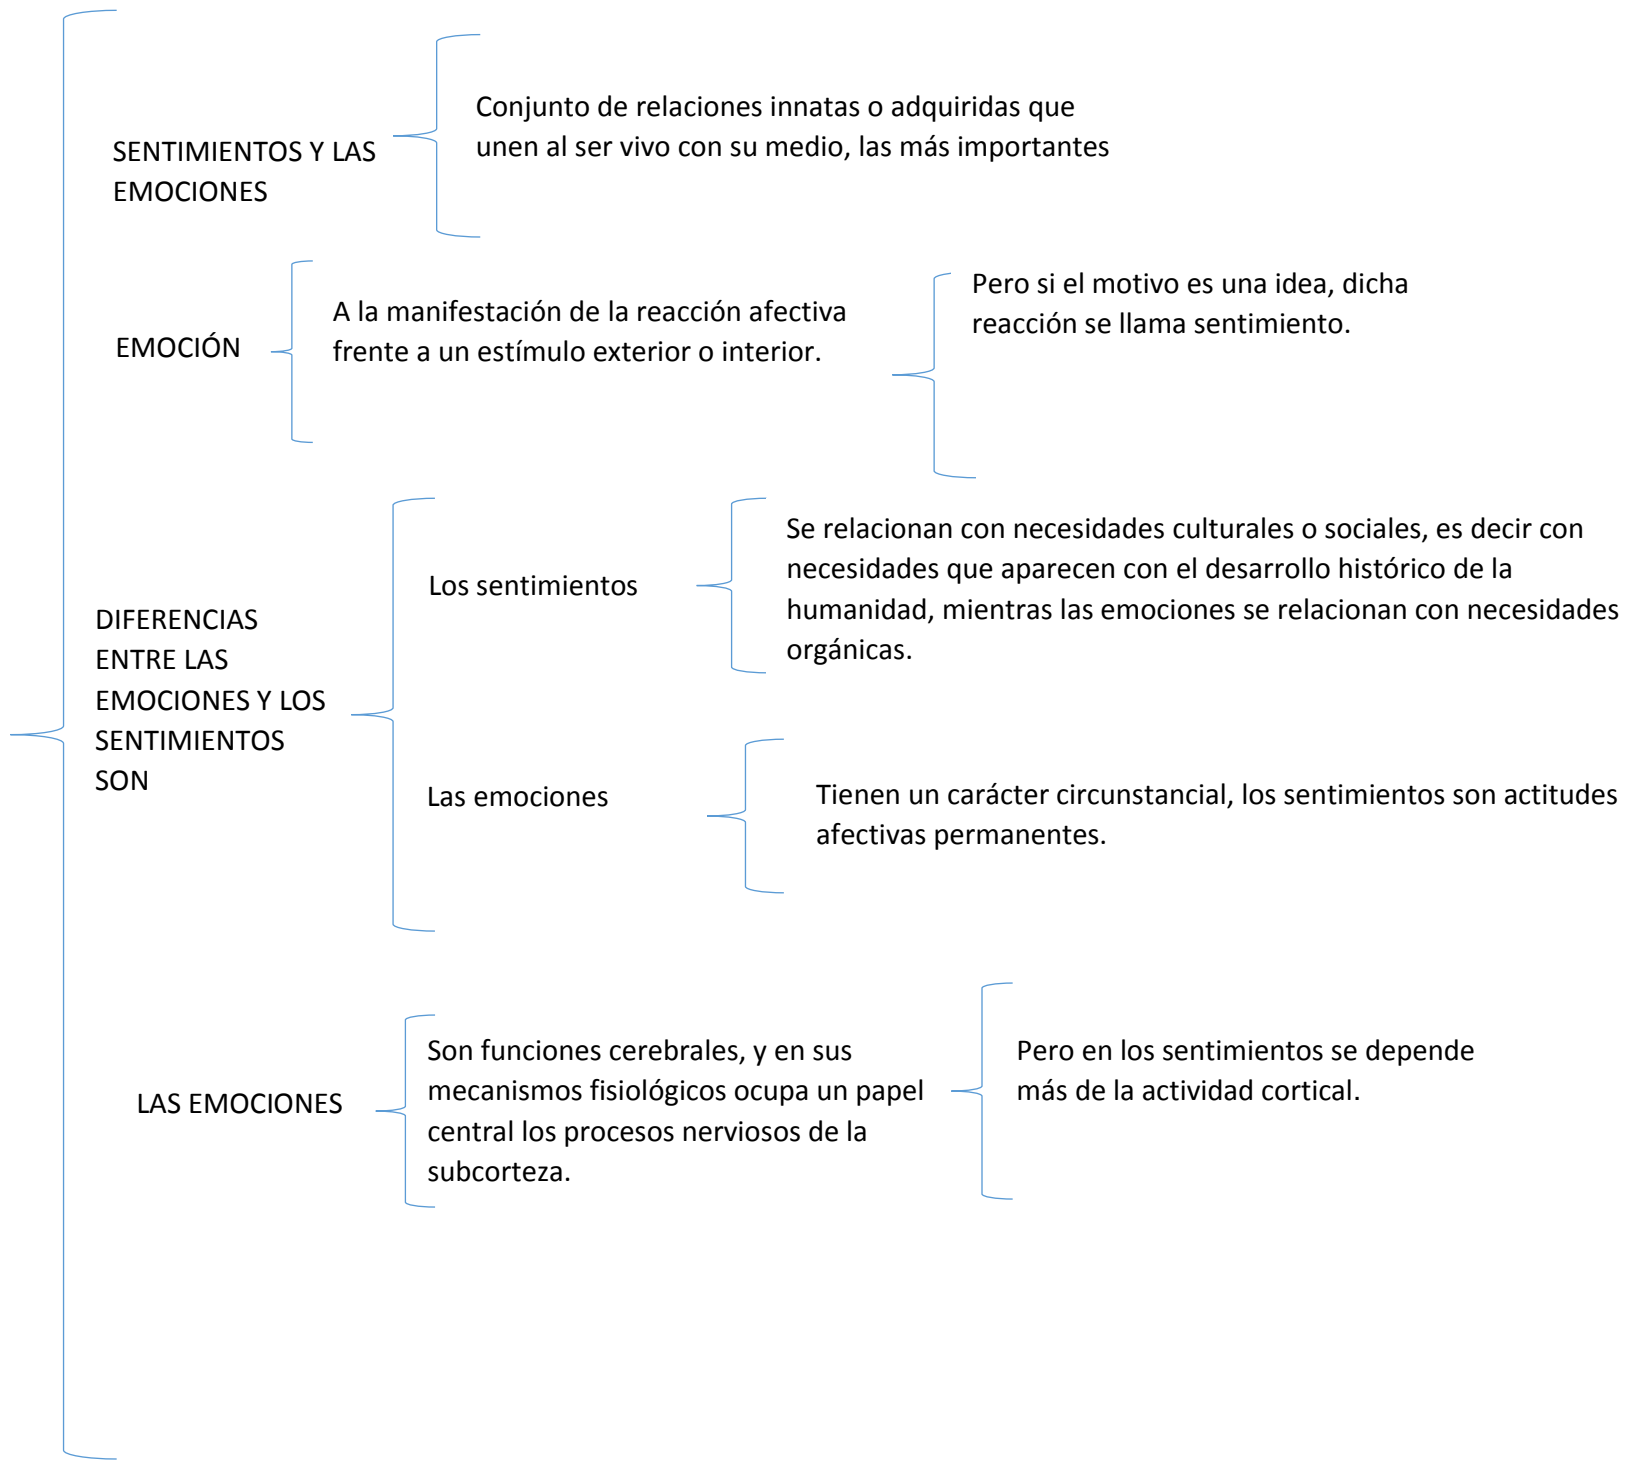 SENTIMIENTOS Y LAS
EMOCIONES
Conjunto de relaciones innatas o adquiridas que
unen al ser vivo con su medio, las más importantes
EMOCIÓN
A la manifestación de la reacción afectiva
frente a un estímulo exterior o interior.
Pero si el motivo es una idea, dicha
reacción se llama sentimiento.
DIFERENCIAS
ENTRE LAS
EMOCIONES Y LOS
SENTIMIENTOS
SON
Los sentimientos
Se relacionan con necesidades culturales o sociales, es decir con
necesidades que aparecen con el desarrollo histórico de la
humanidad, mientras las emociones se relacionan con necesidades
orgánicas.
Las emociones
Tienen un carácter circunstancial, los sentimientos son actitudes
afectivas permanentes.
LAS EMOCIONES
Son funciones cerebrales, y en sus
mecanismos fisiológicos ocupa un papel
central los procesos nerviosos de la
subcorteza.
Pero en los sentimientos se depende
más de la actividad cortical.